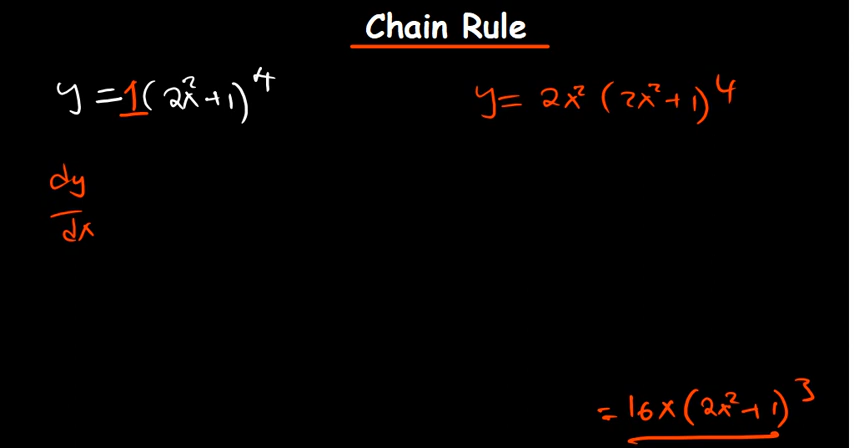 Chain Rule
y = 1(2x²+1)⁴
y = 2x²(2x²+1)⁴
dy
dx
= 16x(2x²+1)³